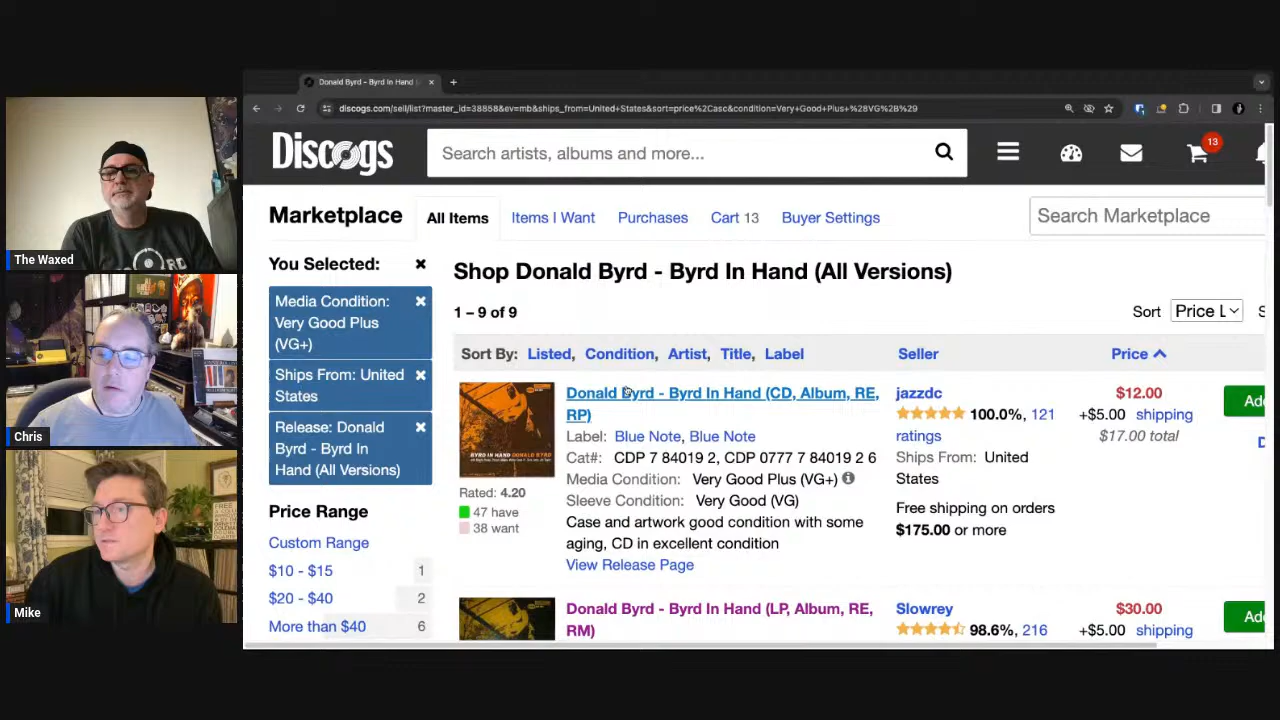 Donald Byrd - Byrd In Hand
discogs.com/sell/list?master_id=38858&ev=mb&ships_from=United+States&sort=price%2Casc&condition=Very+Good+Plus+%28VG%2B%29
Discogs
Search artists, albums and more...
13
Marketplace
All Items
Items I Want
Purchases
Cart 13
Buyer Settings
Search Marketplace
You Selected:
Media Condition:
Very Good Plus
(VG+)
Ships From: United
States
Release: Donald
Byrd - Byrd In
Hand (All Versions)
Price Range
Custom Range
$10 - $15 1
$20 - $40 2
More than $40 6
Shop Donald Byrd - Byrd In Hand (All Versions)
1 – 9 of 9
Sort Price L
Sort By: Listed, Condition, Artist, Title, Label
Seller
Price
Donald Byrd - Byrd In Hand (CD, Album, RE,
RP)
Label: Blue Note, Blue Note
Cat#: CDP 7 84019 2, CDP 0777 7 84019 2 6
Media Condition: Very Good Plus (VG+)
Sleeve Condition: Very Good (VG)
Case and artwork good condition with some
aging, CD in excellent condition
View Release Page
BYRD IN HAND DONALD BYRD
Rated: 4.20
47 have
38 want
jazzdc
100.0%, 121
ratings
Ships From: United
States
Free shipping on orders
$175.00 or more
$12.00
+$5.00 shipping
$17.00 total
Donald Byrd - Byrd In Hand (LP, Album, RE,
RM)
Slowrey
98.6%, 216
$30.00
+$5.00 shipping
The Waxed
Chris
Mike